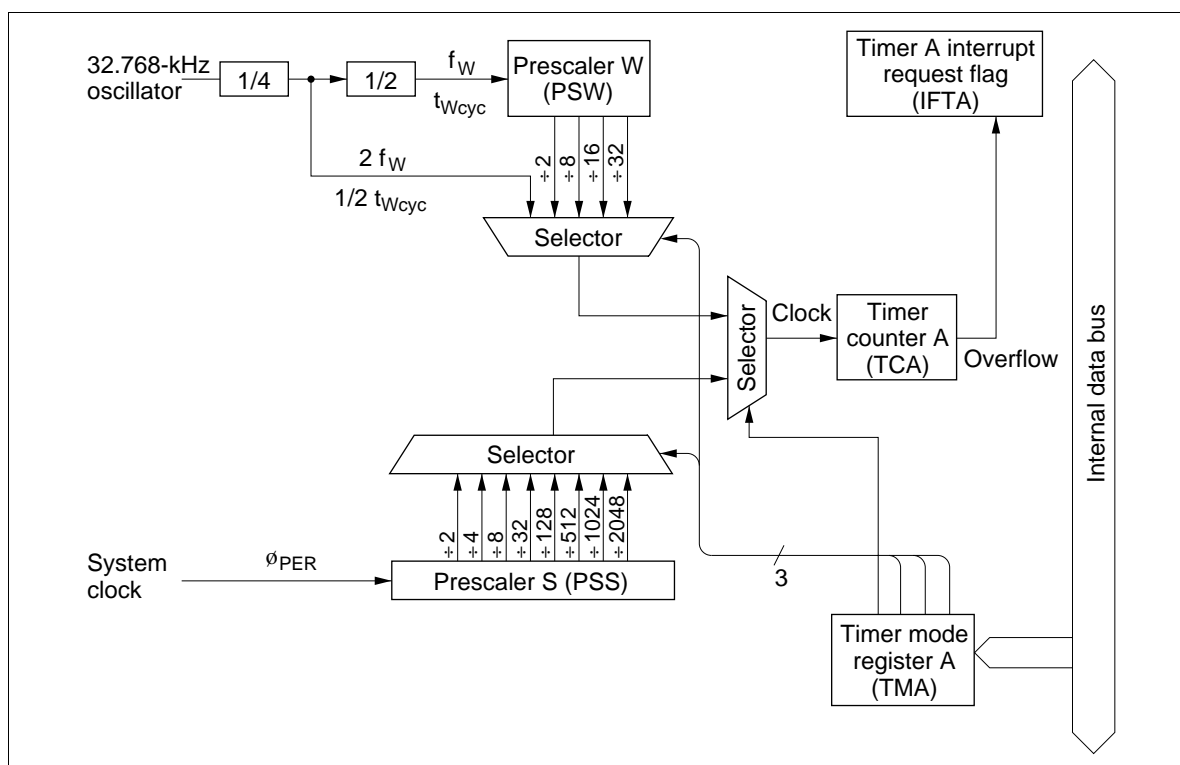 32.768-kHz
oscillator
1/4
1/2
fW
tWcyc
Prescaler W
(PSW)
2 fW
1/2 tWcyc
÷2
÷8
÷16
÷32
Selector
Timer A interrupt
request flag
(IFTA)
Selector
Clock
Timer
counter A
(TCA)
Overflow
Internal data bus
Selector
÷2
÷4
÷8
÷32
÷128
÷512
÷1024
÷2048
System
clock
øPER
Prescaler S (PSS)
3
Timer mode
register A
(TMA)